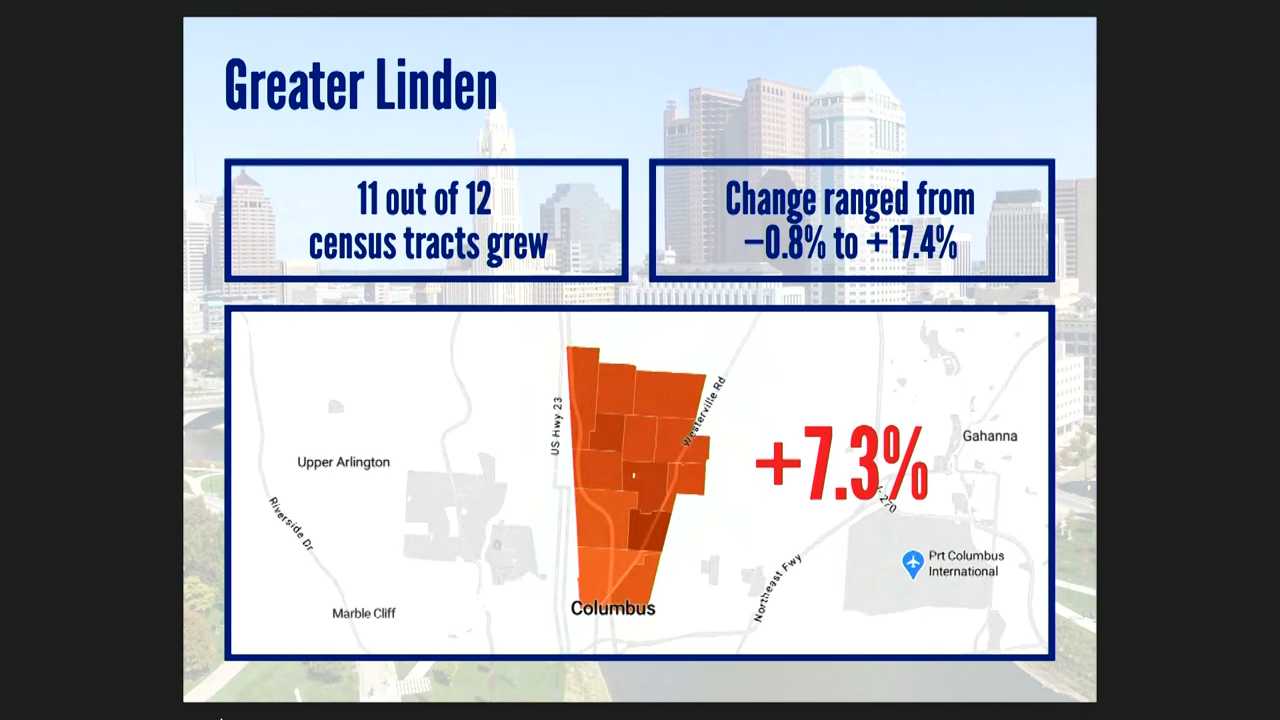 Greater Linden
11 out of 12
census tracts grew
Change ranged from
–0.8% to +17.4%
US Hwy 23
Westerville Rd
+7.3%
Gahanna
Upper Arlington
I-270
Riverside Dr
Prt Columbus
International
Northeast Fwy
Marble Cliff
Columbus